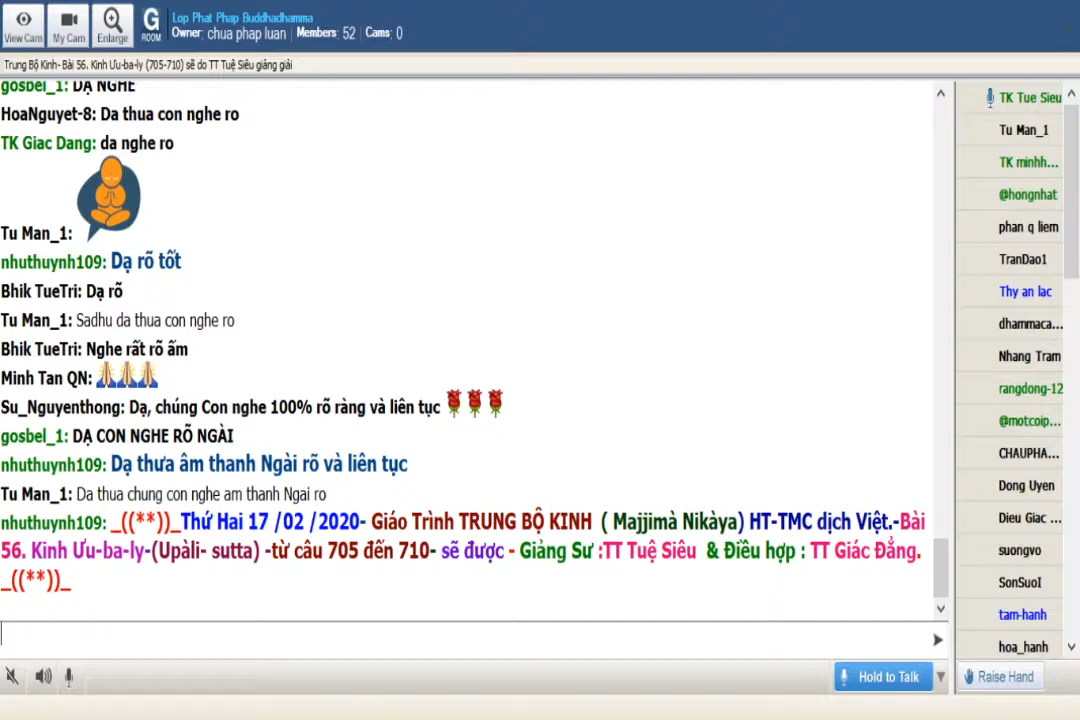 View Cam
My Cam
Enlarge
G
ROOM
Lop Phat Phap Buddhadhamma
Owner: chua phap luan | Members: 52 | Cams: 0
Trung Bộ Kinh- Bài 56. Kinh Ưu-ba-ly (705-710) sẽ do TT Tuệ Siêu giảng giải
gosbel_1: DẠ NGHE
HoaNguyet-8: Da thua con nghe ro
TK Giac Dang: da nghe ro
Tu Man_1:
nhuthuynh109: Dạ rõ tốt
Bhik TueTri: Dạ rõ
Tu Man_1: Sadhu da thua con nghe ro
Bhik TueTri: Nghe rất rõ ấm
Minh Tan QN:
Su_Nguyenthong: Dạ, chúng Con nghe 100% rõ ràng và liên tục
gosbel_1: DẠ CON NGHE RÕ NGÀI
nhuthuynh109: Dạ thưa âm thanh Ngài rõ và liên tục
Tu Man_1: Da thua chung con nghe am thanh Ngai ro
nhuthuynh109: _((**))_Thứ Hai 17 /02 /2020- Giáo Trình TRUNG BỘ KINH ( Majjimà Nikàya) HT-TMC dịch Việt.-Bài
56. Kinh Ưu-ba-ly-(Upàli- sutta) -từ câu 705 đến 710- sẽ được - Giảng Sư :TT Tuệ Siêu & Điều hợp : TT Giác Đẳng.
_((**))_
TK Tue Sieu
Tu Man_1
TK minhh...
@hongnhat
phan q liem
TranDao1
Thy an lac
dhammaca...
Nhang Tram
rangdong-12
@motcoip...
CHAUPHA...
Dong Uyen
Dieu Giac ...
suongvo
SonSuoI
tam-hanh
hoa_hanh
Hold to Talk
Raise Hand